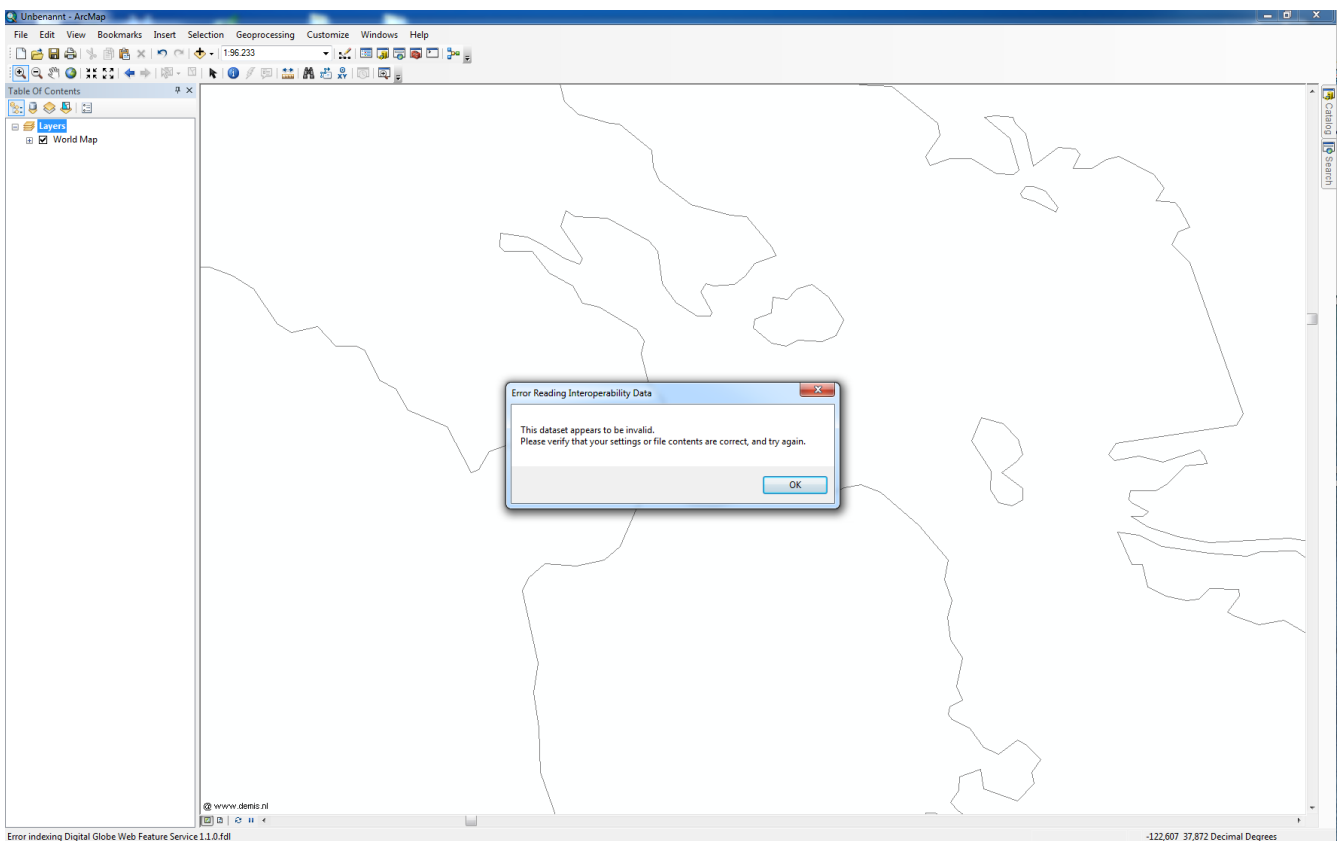 Unbenannt - ArcMap
File Edit View Bookmarks Insert Selection Geoprocessing Customize Windows Help
1:96.233
Table Of Contents
Layers
World Map
Catalog
Search
Error Reading Interoperability Data
This dataset appears to be invalid.
Please verify that your settings or file contents are correct, and try again.
OK
@ www.demis.nl
Error indexing Digital Globe Web Feature Service 1.1.0.fdl
-122,607 37,872 Decimal Degrees